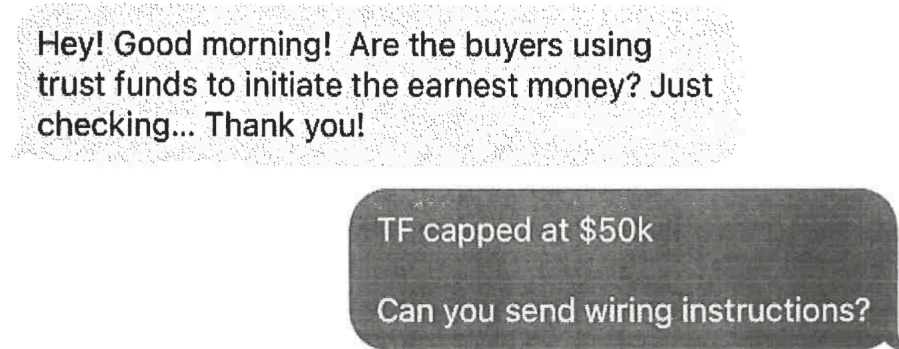 Hey! Good morning!  Are the buyers using
trust funds to initiate the earnest money? Just
checking... Thank you!
TF capped at $50k
Can you send wiring instructions?